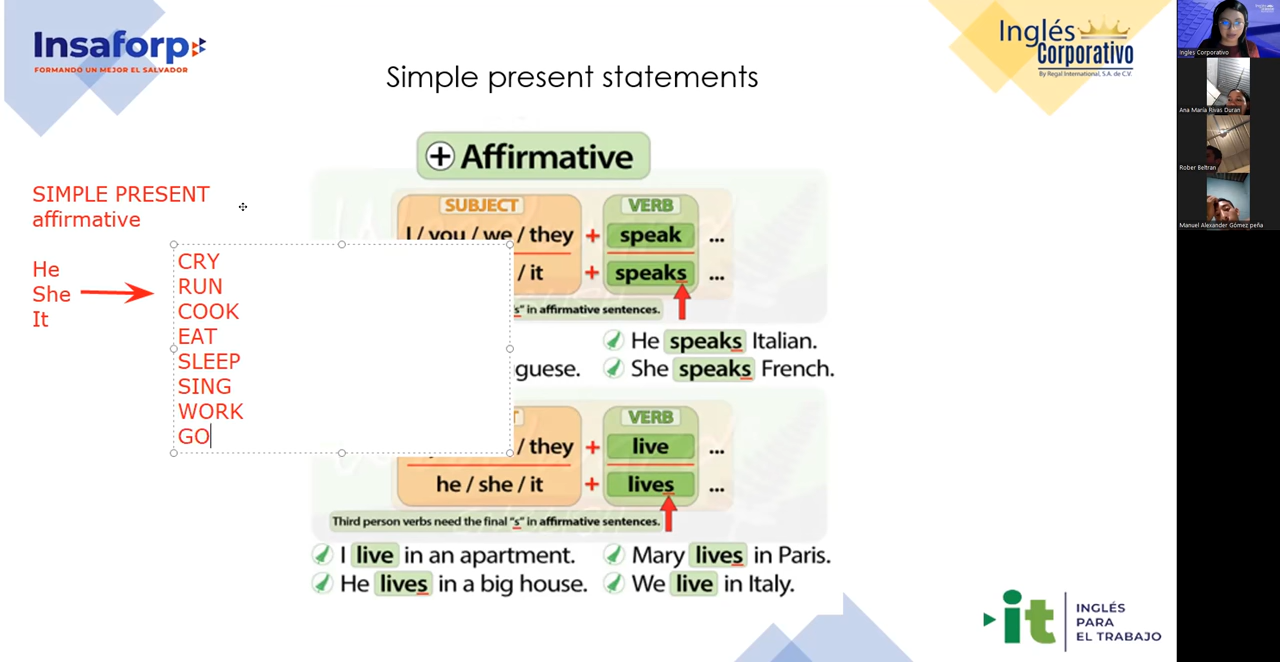 Insaforp
FORMANDO UN MEJOR EL SALVADOR
Simple present statements
Inglés
Corporativo
By Regal International, S.A. de C.V.
+ Affirmative
SIMPLE PRESENT
affirmative
He
She
It
CRY
RUN
COOK
EAT
SLEEP
SING
WORK
GO
SUBJECT VERB
I / you / we / they + speak ...
/ it + speaks ...
"s" in affirmative sentences.
He speaks Italian.
guese. She speaks French.
VERB
/ they + live ...
he / she / it + lives ...
Third person verbs need the final "s" in affirmative sentences.
I live in an apartment. Mary lives in Paris.
He lives in a big house. We live in Italy.
it
INGLÉS
PARA
EL TRABAJO
Ingles Corporativo
Ana María Rivas Duran
Rober Beltran
Manuel Alexander Gómez peña